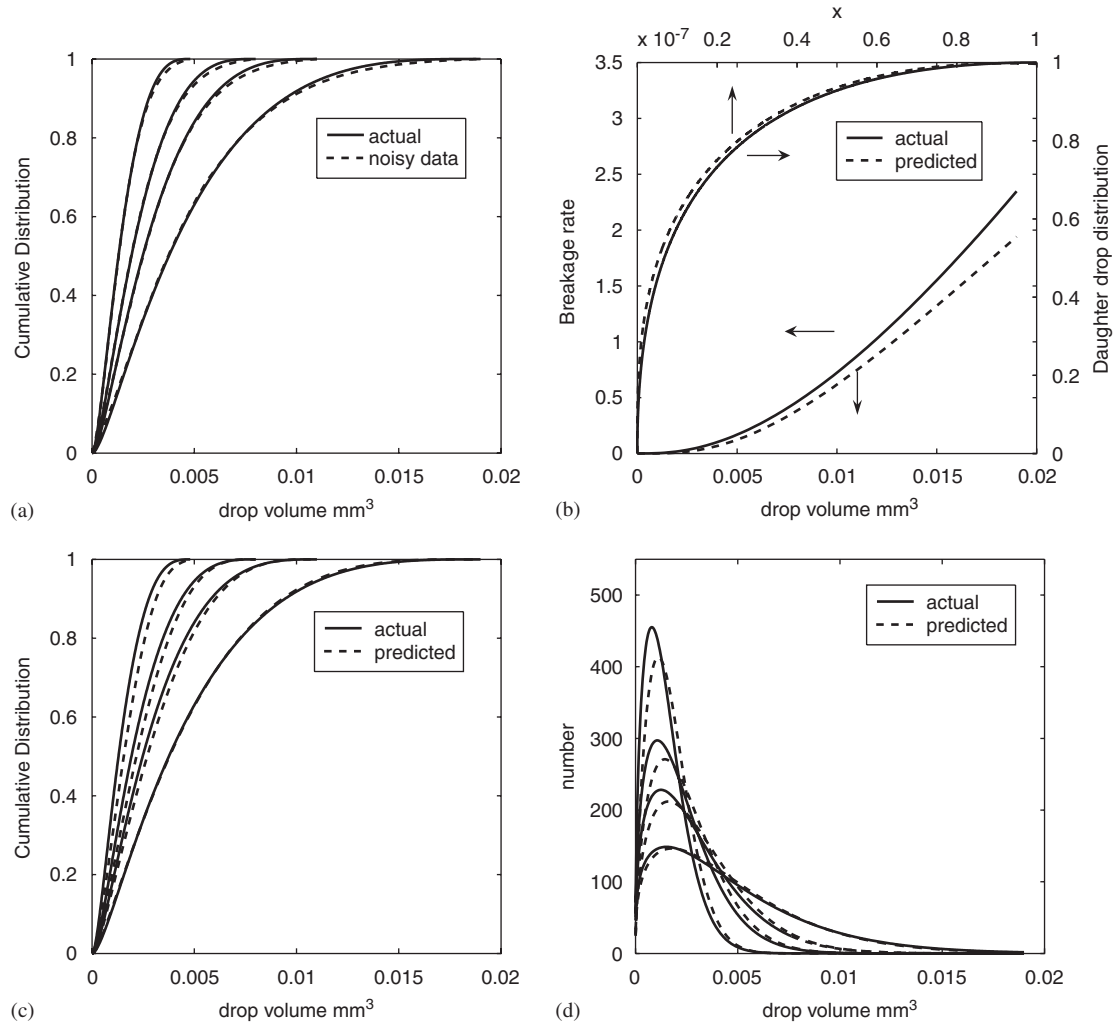 1
0.8
0.6
0.4
0.2
0
Cumulative Distribution
actual
noisy data
0 0.005 0.01 0.015 0.02
drop volume mm³
(a)
x
x 10-7 0.2 0.4 0.6 0.8 1
3.5
3
2.5
2
1.5
1
0.5
0
Breakage rate
actual
predicted
1
0.8
0.6
0.4
0.2
0
Daughter drop distribution
0 0.005 0.01 0.015 0.02
drop volume mm³
(b)
1
0.8
0.6
0.4
0.2
0
Cumulative Distribution
actual
predicted
0 0.005 0.01 0.015 0.02
drop volume mm³
(c)
500
400
300
200
100
0
number
actual
predicted
0 0.005 0.01 0.015 0.02
drop volume mm³
(d)